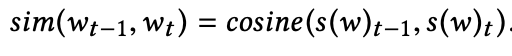 sim(w_{t−1}, w_t) = cosine(s(w)_{t−1}, s(w)_t).